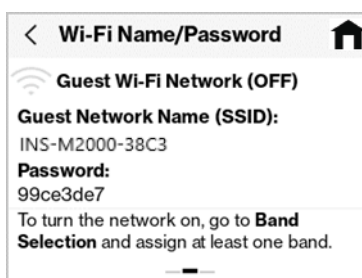 Wi-Fi Name/Password
Guest Wi-Fi Network (OFF)
Guest Network Name (SSID):
INS-M2000-38C3
Password:
99ce3de7
To turn the network on, go to Band
Selection and assign at least one band.